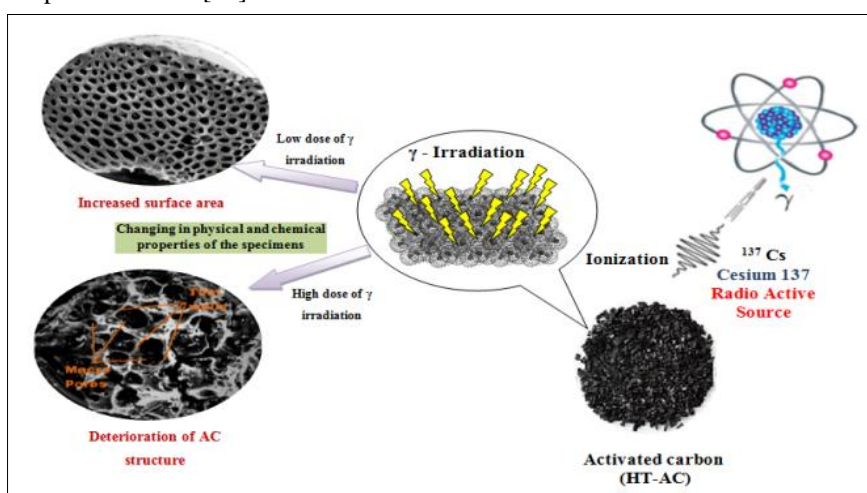 Low dose of γ
irradiation
γ - Irradiation
γ
Increased surface area
Changing in physical and chemical
properties of the specimens
Ionization
137 Cs
Cesium 137
Radio Active
Source
High dose of γ
irradiation
Macro
Pores
Deterioration of AC
structure
Activated carbon
(HT-AC)